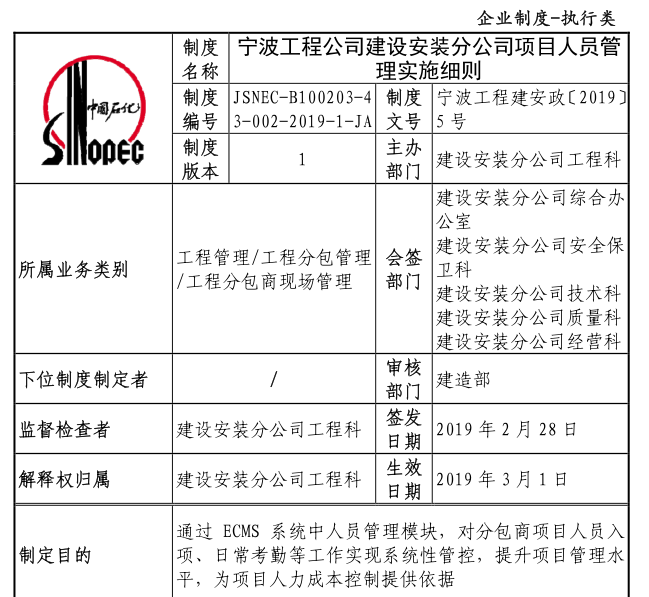 企业制度-执行类
中国石化
SINOPEC
制度
名称
宁波工程公司建设安装分公司项目人员管
理实施细则
制度
编号
JSNEC-B100203-4
3-002-2019-1-JA
制度
文号
宁波工程建安政〔2019〕
5 号
制度
版本
1
主办
部门
建设安装分公司工程科
所属业务类别
工程管理/工程分包管理
/工程分包商现场管理
会签
部门
建设安装分公司综合办
公室
建设安装分公司安全保
卫科
建设安装分公司技术科
建设安装分公司质量科
建设安装分公司经营科
下位制度制定者
/
审核
部门
建造部
监督检查者
建设安装分公司工程科
签发
日期
2019 年 2 月 28 日
解释权归属
建设安装分公司工程科
生效
日期
2019 年 3 月 1 日
制定目的
通过 ECMS 系统中人员管理模块，对分包商项目人员入
项、日常考勤等工作实现系统性管控，提升项目管理水
平，为项目人力成本控制提供依据